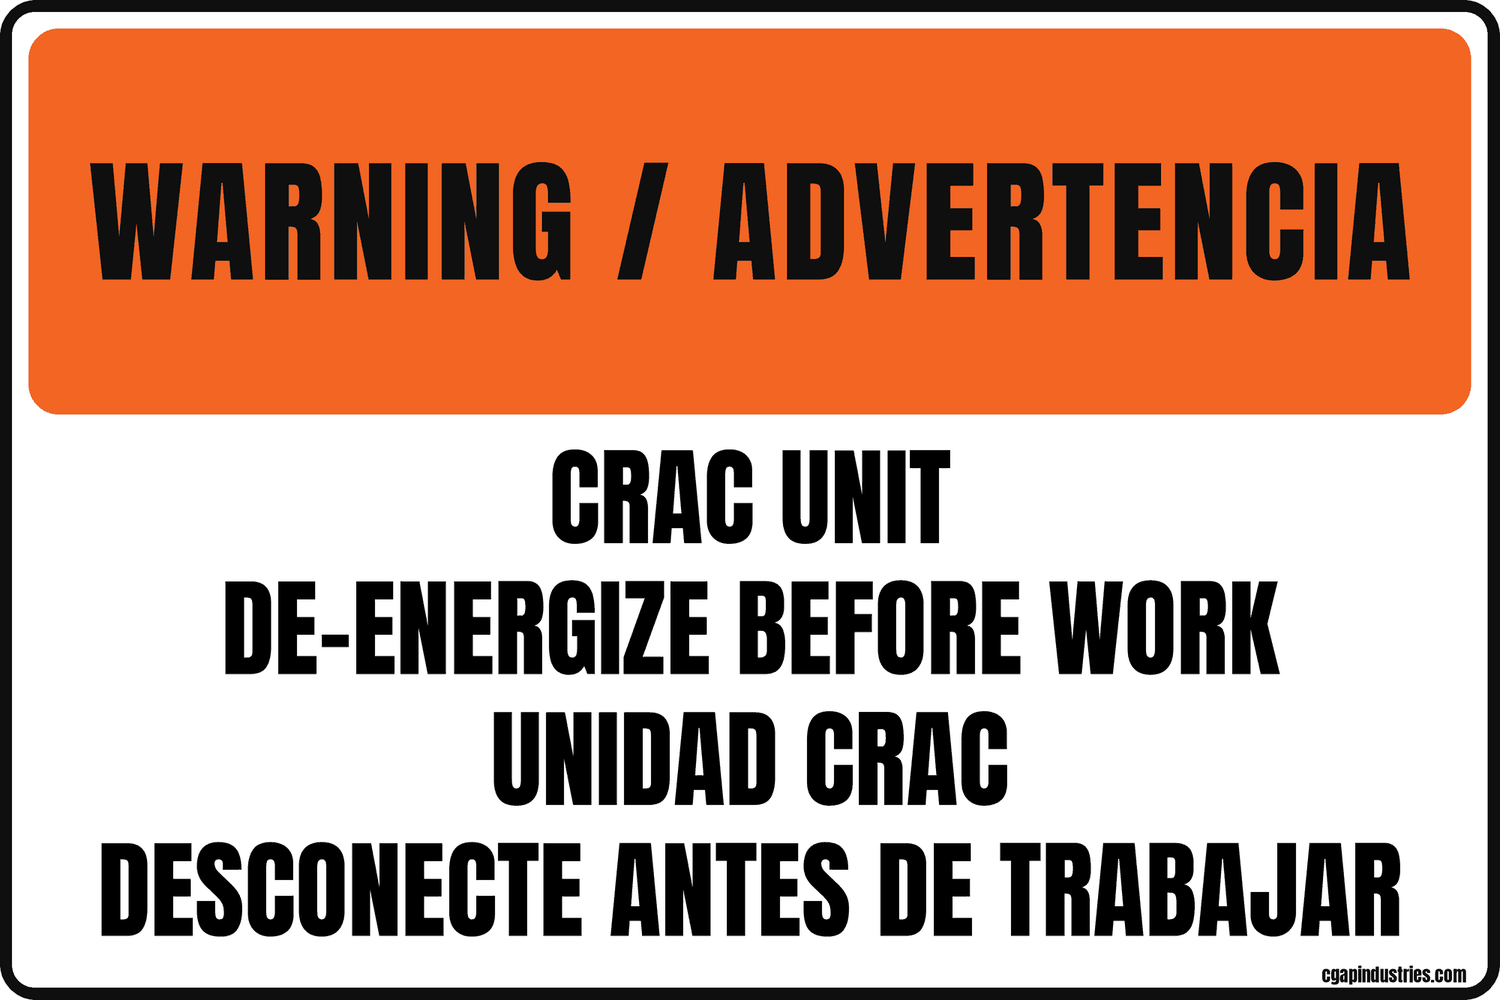 WARNING / ADVERTENCIA
CRAC UNIT
DE-ENERGIZE BEFORE WORK
UNIDAD CRAC
DESCONECTE ANTES DE TRABAJAR
cgapindustries.com